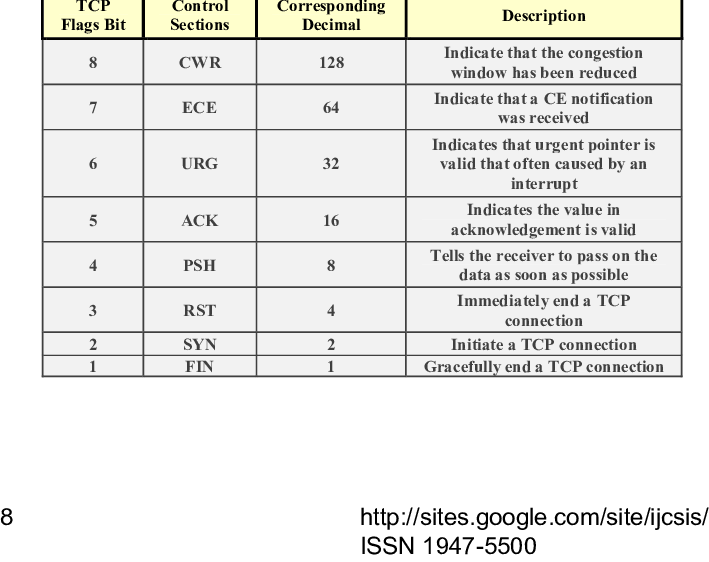 TCP Flags Bit | Control Sections | Corresponding Decimal | Description
8 | CWR | 128 | Indicate that the congestion window has been reduced
7 | ECE | 64 | Indicate that a CE notification was received
6 | URG | 32 | Indicates that urgent pointer is valid that often caused by an interrupt
5 | ACK | 16 | Indicates the value in acknowledgement is valid
4 | PSH | 8 | Tells the receiver to pass on the data as soon as possible
3 | RST | 4 | Immediately end a TCP connection
2 | SYN | 2 | Initiate a TCP connection
1 | FIN | 1 | Gracefully end a TCP connection
8
http://sites.google.com/site/ijcsis/
ISSN 1947-5500